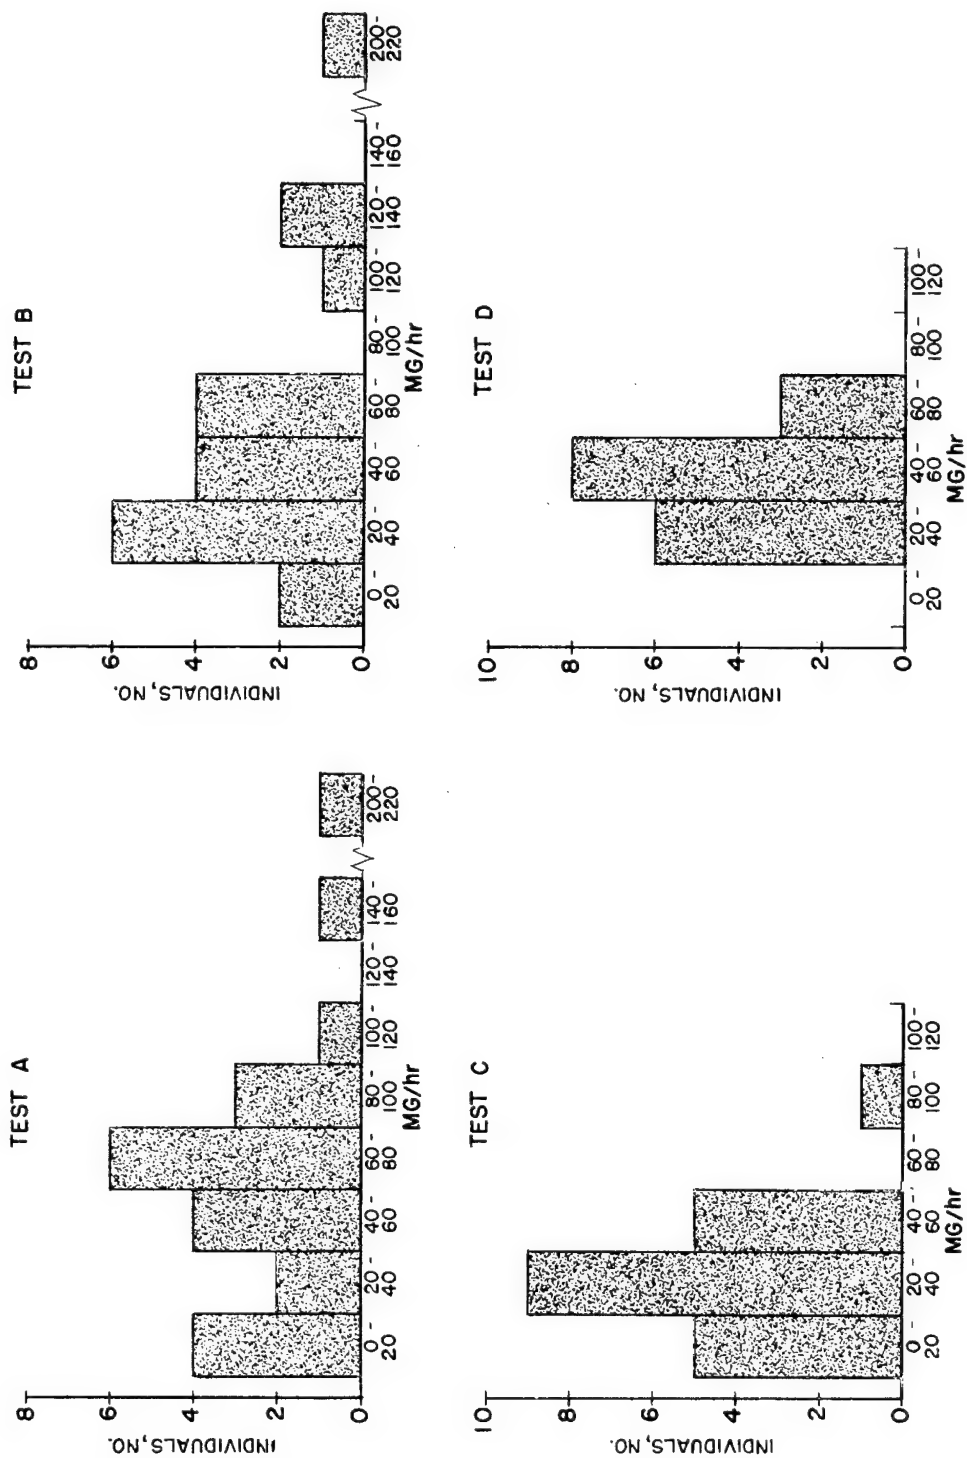 TEST A
8
6
4
2
0
INDIVIDUALS, NO.
0- 20- 40- 60- 80- 100- 120- 140- 200-
20 40 60 80 100 120 140 160 220
MG/hr
TEST B
8
6
4
2
0
INDIVIDUALS, NO.
0- 20- 40- 60- 80- 100- 120- 140- 200-
20 40 60 80 100 120 140 160 220
MG/hr
TEST C
10
8
6
4
2
0
INDIVIDUALS, NO.
0- 20- 40- 60- 80- 100-
20 40 60 80 100 120
MG/hr
TEST D
10
8
6
4
2
0
INDIVIDUALS, NO.
0- 20- 40- 60- 80- 100-
20 40 60 80 100 120
MG/hr